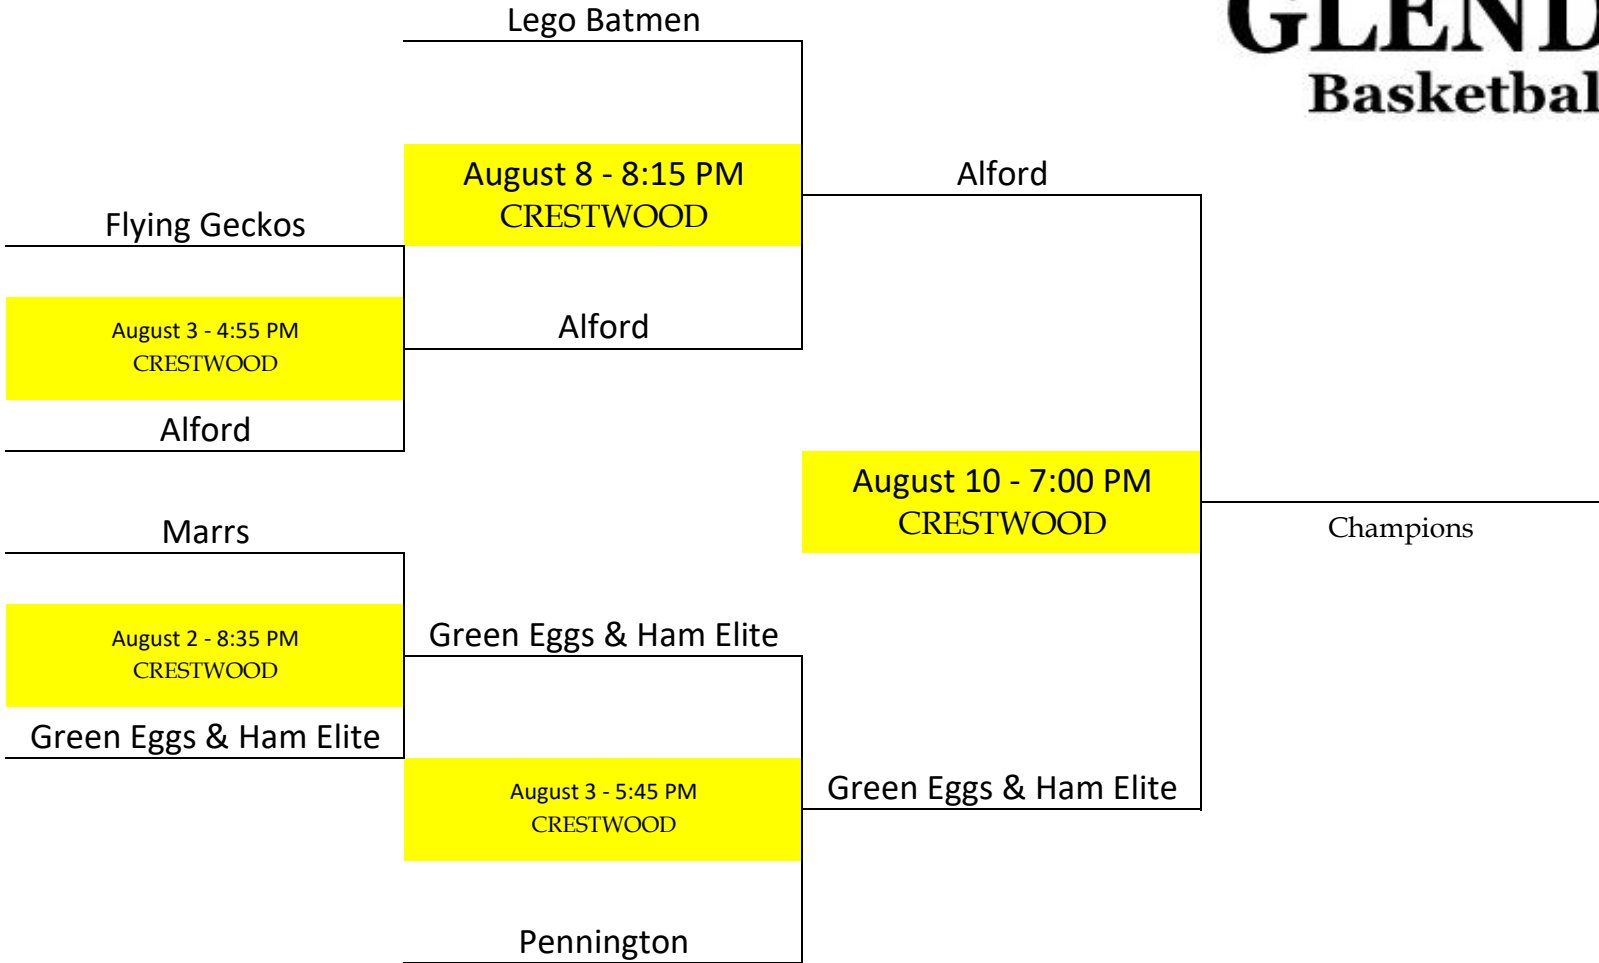 Lego Batmen
GLEND
Basketbal
August 8 - 8:15 PM
CRESTWOOD
Alford
Flying Geckos
August 3 - 4:55 PM
CRESTWOOD
Alford
Alford
August 10 - 7:00 PM
CRESTWOOD
Champions
Marrs
August 2 - 8:35 PM
CRESTWOOD
Green Eggs & Ham Elite
Green Eggs & Ham Elite
August 3 - 5:45 PM
CRESTWOOD
Green Eggs & Ham Elite
Pennington